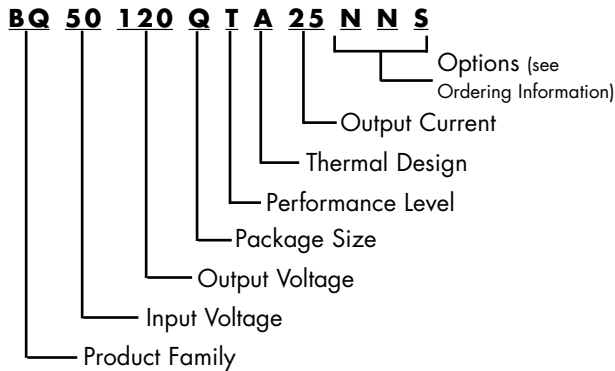 BQ 50 120 Q T A 25 N N S
Options (see
Ordering Information)
Output Current
Thermal Design
Performance Level
Package Size
Output Voltage
Input Voltage
Product Family